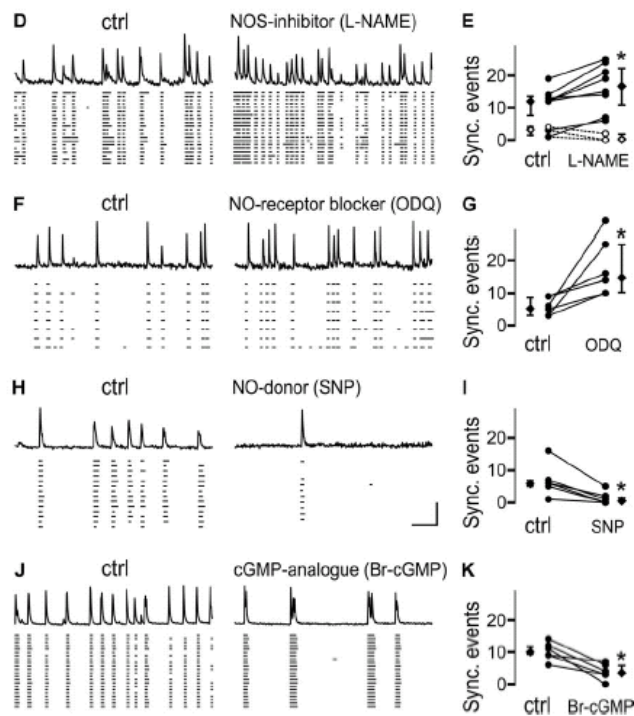 D ctrl NOS-inhibitor (L-NAME) E
Sync. events
20
10
0
*
ctrl L-NAME
F ctrl NO-receptor blocker (ODQ) G
Sync. events
20
10
0
*
ctrl ODQ
H ctrl NO-donor (SNP) I
Sync. events
20
10
0
*
ctrl SNP
J ctrl cGMP-analogue (Br-cGMP) K
Sync. events
20
10
0
*
ctrl Br-cGMP